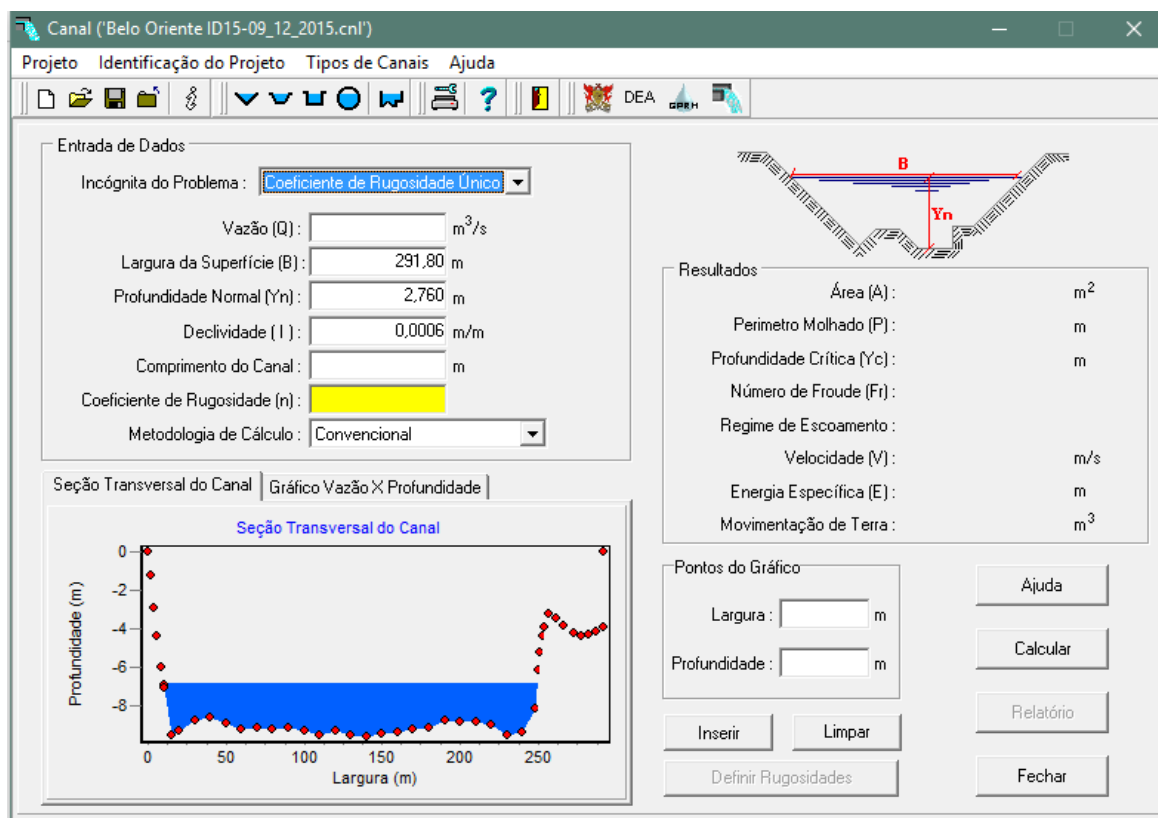 Canal ('Belo Oriente ID15-09_12_2015.cnl')
Projeto Identificação do Projeto Tipos de Canais Ajuda
? DEA GPRH
Entrada de Dados
Incógnita do Problema : Coeficiente de Rugosidade Único
Vazão (Q) : m³/s
Largura da Superfície (B) : 291,80 m
Profundidade Normal (Yn) : 2,760 m
Declividade ( I ) : 0,0006 m/m
Comprimento do Canal : m
Coeficiente de Rugosidade (n) :
Metodologia de Cálculo : Convencional
B
Yn
Resultados
Área (A) : m²
Perimetro Molhado (P) : m
Profundidade Crítica (Yc) : m
Número de Froude (Fr) :
Regime de Escoamento :
Velocidade (V) : m/s
Energia Específica (E) : m
Movimentação de Terra : m³
Seção Transversal do Canal Gráfico Vazão X Profundidade
Seção Transversal do Canal
Profundidade (m)
0
-2
-4
-6
-8
0 50 100 150 200 250
Largura (m)
Pontos do Gráfico
Largura : m
Profundidade : m
Inserir Limpar
Definir Rugosidades
Ajuda
Calcular
Relatório
Fechar